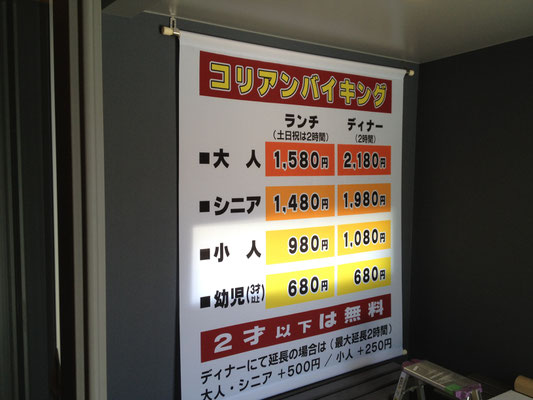 コリアンバイキング
ランチ ディナー
(土日祝は2時間) (2時間)
■大 人 1,580円 2,180円
■シニア 1,480円 1,980円
■小 人 980円 1,080円
■幼児(3才以上) 680円 680円
2才以下は無料
ディナーにて延長の場合は(最大延長2時間)
大人・シニア +500円 / 小人 +250円